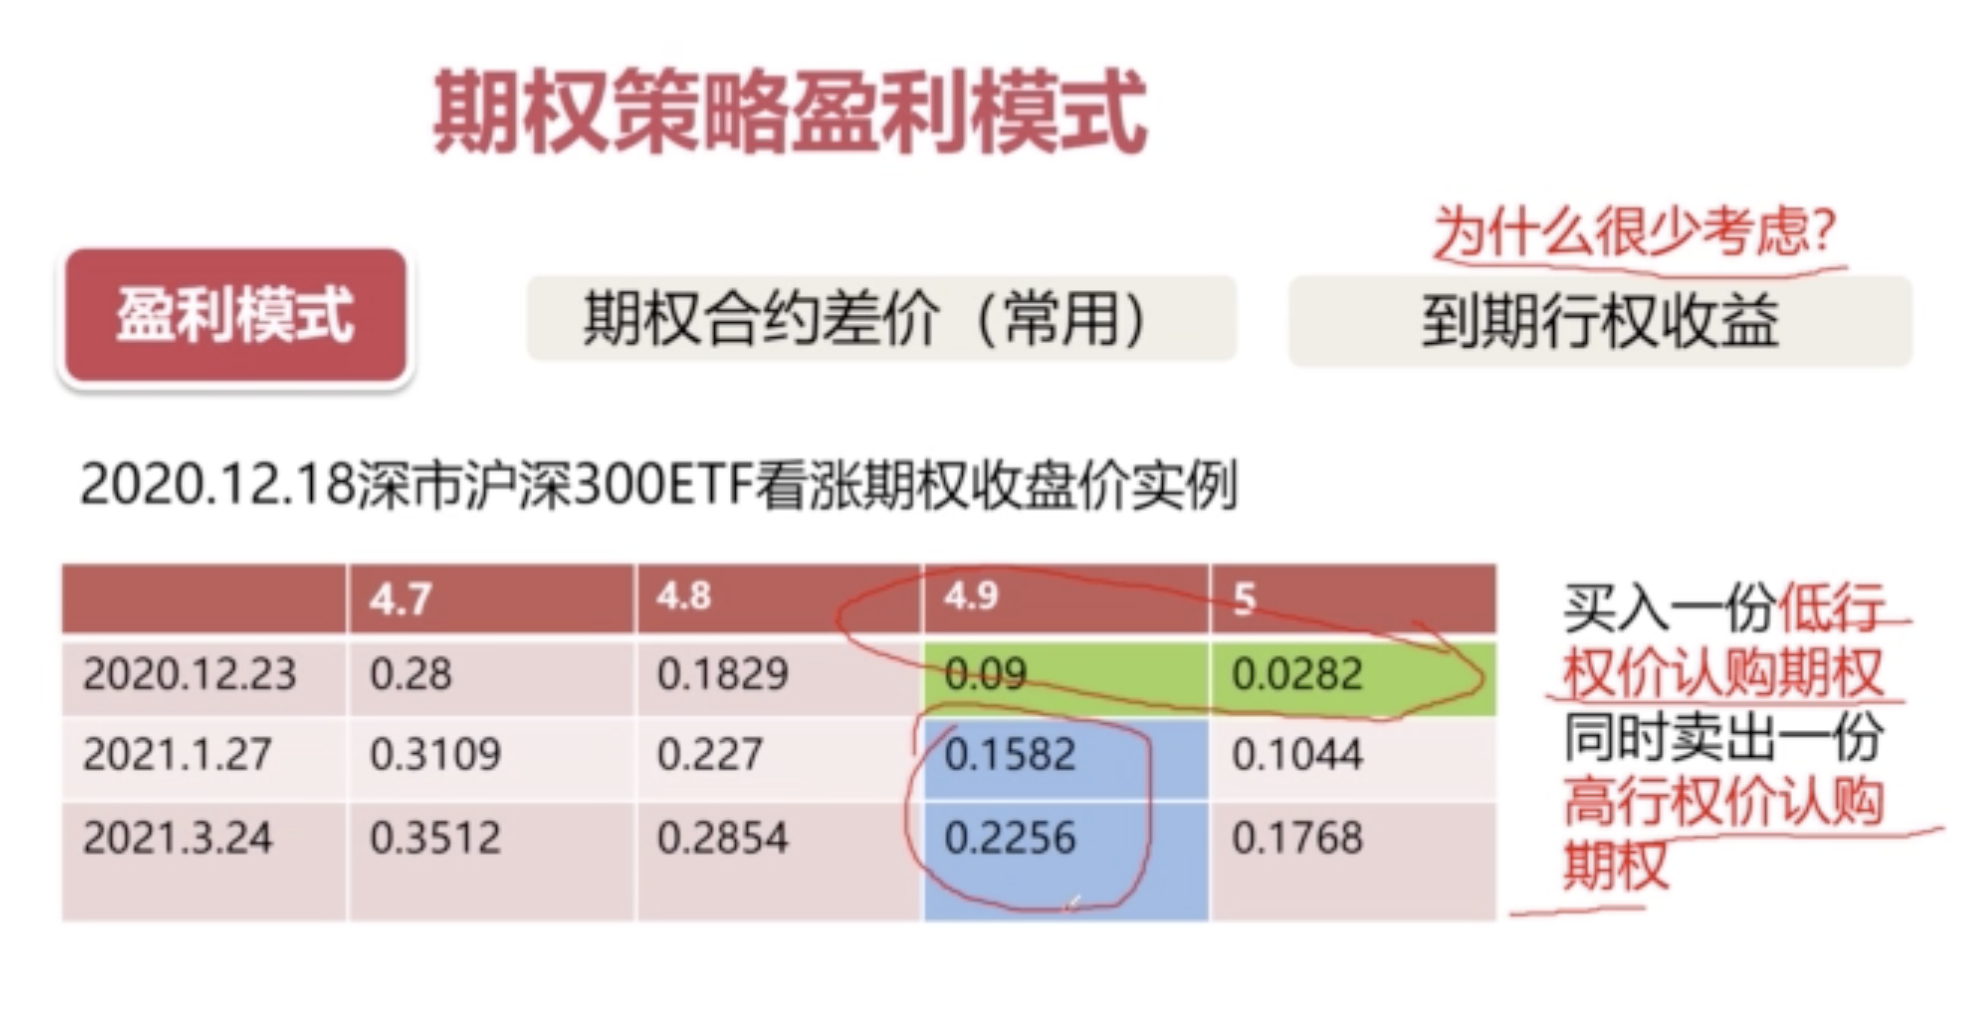 期权策略盈利模式
为什么很少考虑?
盈利模式
期权合约差价（常用）
到期行权收益
2020.12.18深市沪深300ETF看涨期权收盘价实例
4.7 4.8 4.9 5
2020.12.23 0.28 0.1829 0.09 0.0282
2021.1.27 0.3109 0.227 0.1582 0.1044
2021.3.24 0.3512 0.2854 0.2256 0.1768
买入一份低行
权价认购期权
同时卖出一份
高行权价认购
期权